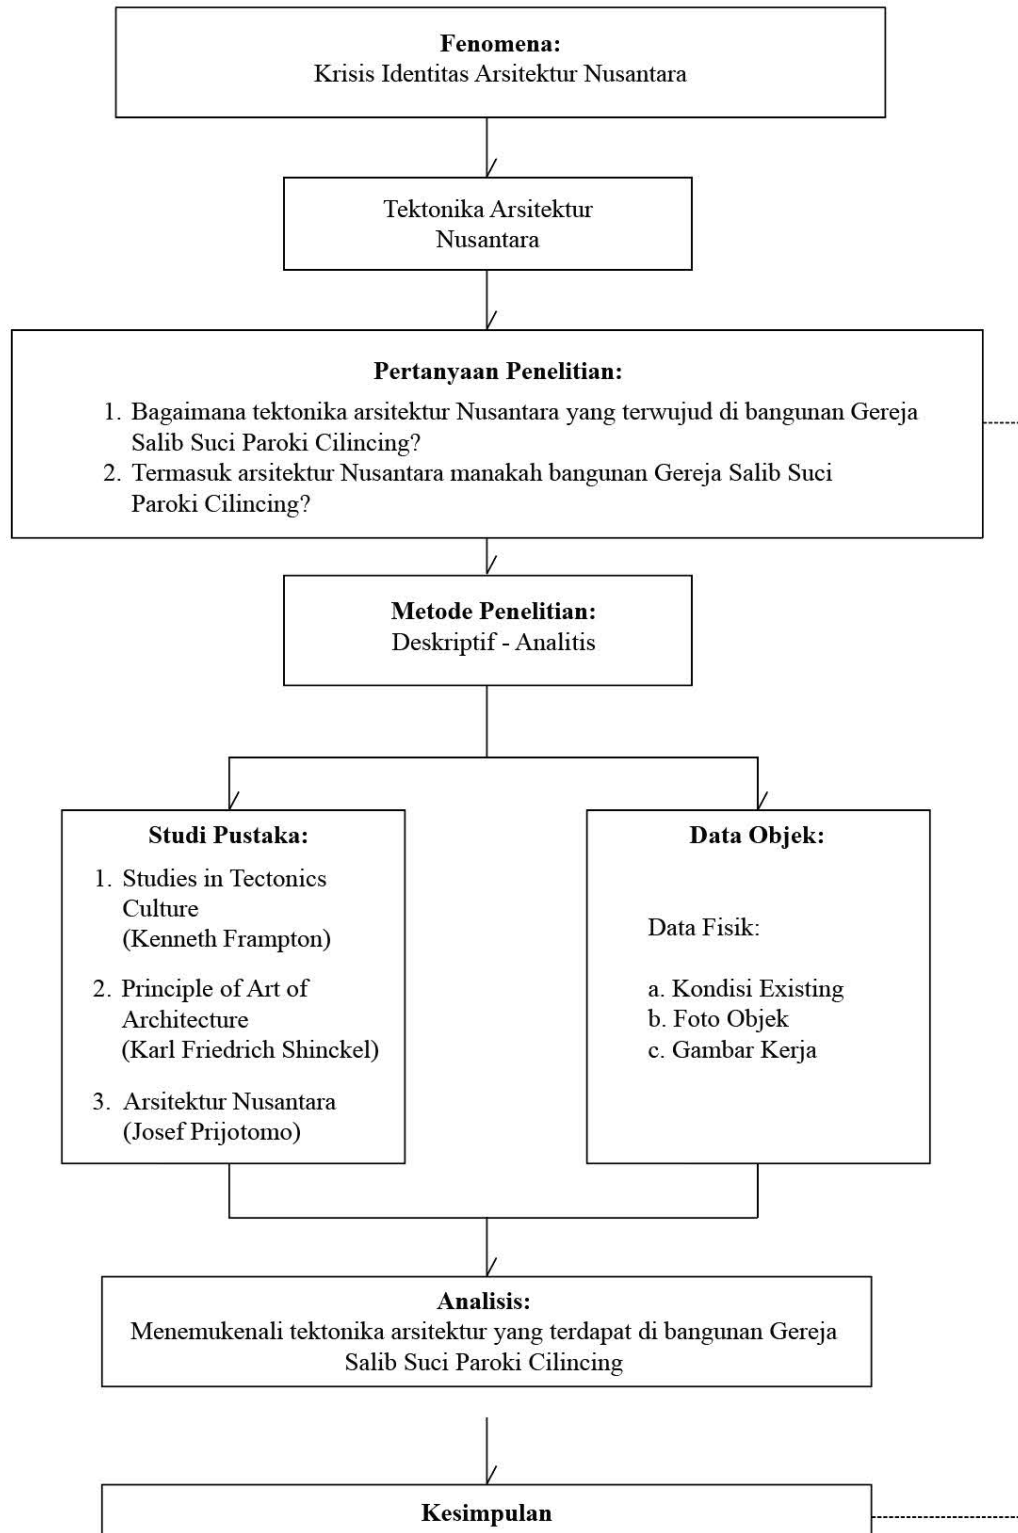 Fenomena:
Krisis Identitas Arsitektur Nusantara
Tektonika Arsitektur
Nusantara
Pertanyaan Penelitian:
1. Bagaimana tektonika arsitektur Nusantara yang terwujud di bangunan Gereja
Salib Suci Paroki Cilincing?
2. Termasuk arsitektur Nusantara manakah bangunan Gereja Salib Suci
Paroki Cilincing?
Metode Penelitian:
Deskriptif - Analitis
Studi Pustaka:
1. Studies in Tectonics
Culture
(Kenneth Frampton)
2. Principle of Art of
Architecture
(Karl Friedrich Shinckel)
3. Arsitektur Nusantara
(Josef Prijotomo)
Data Objek:
Data Fisik:
a. Kondisi Existing
b. Foto Objek
c. Gambar Kerja
Analisis:
Menemukenali tektonika arsitektur yang terdapat di bangunan Gereja
Salib Suci Paroki Cilincing
Kesimpulan